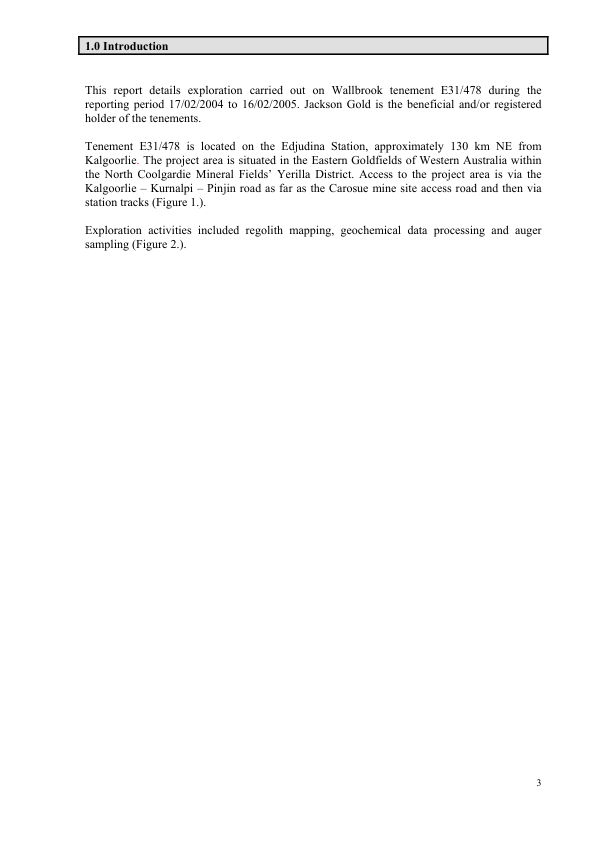 1.0 Introduction
This report details exploration carried out on Wallbrook tenement E31/478 during the
reporting period 17/02/2004 to 16/02/2005. Jackson Gold is the beneficial and/or registered
holder of the tenements.
Tenement E31/478 is located on the Edjudina Station, approximately 130 km NE from
Kalgoorlie. The project area is situated in the Eastern Goldfields of Western Australia within
the North Coolgardie Mineral Fields’ Yerilla District. Access to the project area is via the
Kalgoorlie – Kurnalpi – Pinjin road as far as the Carosue mine site access road and then via
station tracks (Figure 1.).
Exploration activities included regolith mapping, geochemical data processing and auger
sampling (Figure 2.).
3